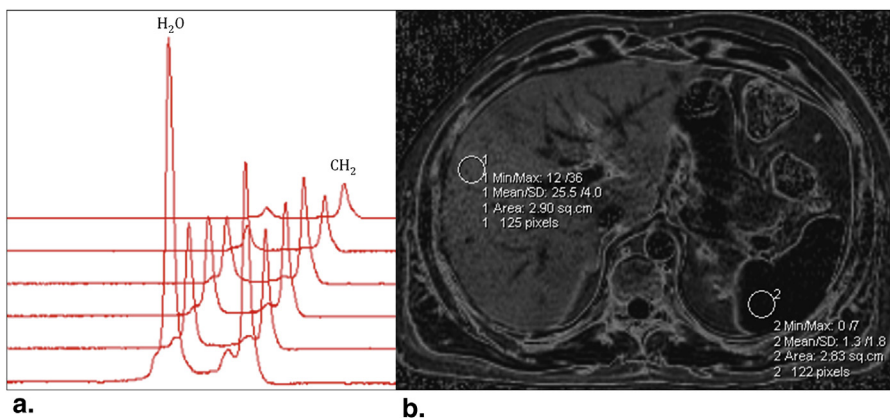 H₂O
CH₂
1
1 Min/Max: 12 /36
1 Mean/SD: 25.5 /4.0
1 Area: 2.90 sq.cm
1 125 pixels
2
2 Min/Max: 0 /7
2 Mean/SD: 1.3 /1.8
2 Area: 2.83 sq.cm
2 122 pixels
a.
b.